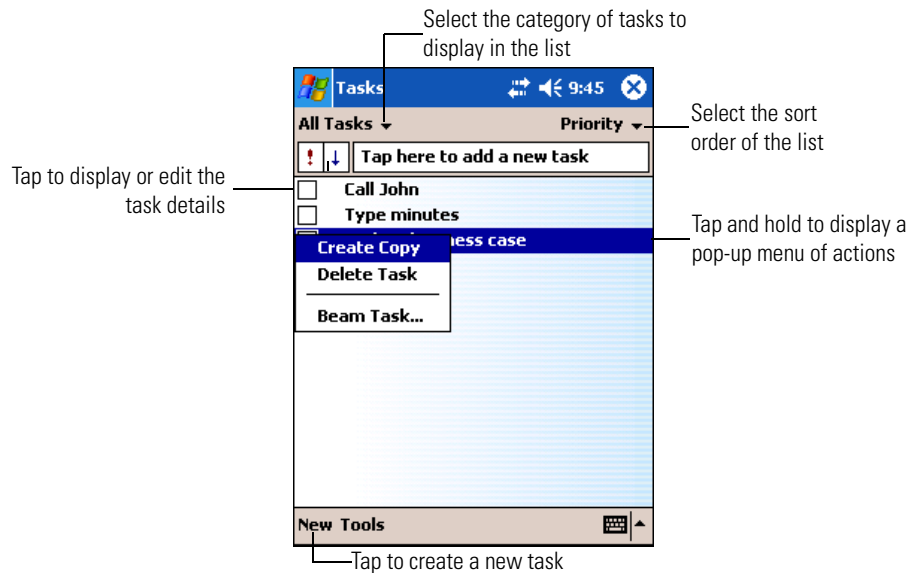 Select the category of tasks to
display in the list
Tasks 9:45
All Tasks Priority
Select the sort
order of the list
! ↓ Tap here to add a new task
Tap to display or edit the
task details
Call John
Type minutes
ness case
Tap and hold to display a
pop-up menu of actions
Create Copy
Delete Task
Beam Task...
New Tools
Tap to create a new task